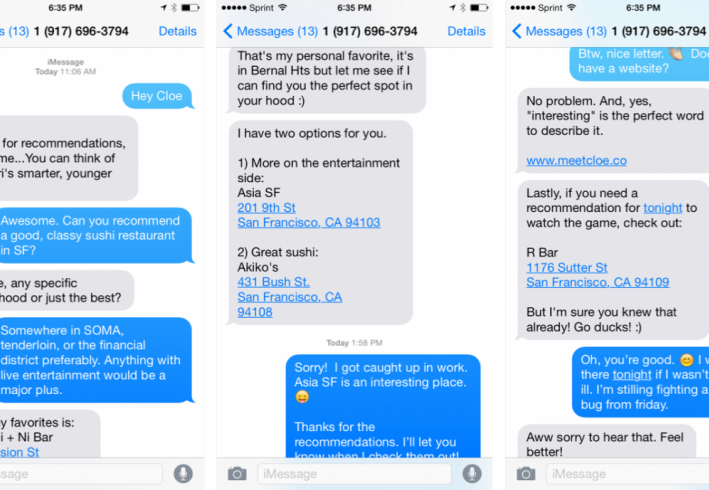 6:35 PM
s (13) 1 (917) 696-3794 Details
iMessage
Today 11:06 AM
Hey Cloe
for recommendations,
me...You can think of
ri's smarter, younger
Awesome. Can you recommend
a good, classy sushi restaurant
in SF?
e, any specific
hood or just the best?
Somewhere in SOMA,
tenderloin, or the financial
district preferably. Anything with
live entertainment would be a
major plus.
y favorites is:
i + Ni Bar
sion St
ssage
Sprint 6:35 PM
Messages (13) 1 (917) 696-3794 Details
That's my personal favorite, it's
in Bernal Hts but let me see if I
can find you the perfect spot in
your hood :)
I have two options for you.
1) More on the entertainment
side:
Asia SF
201 9th St
San Francisco, CA 94103
2) Great sushi:
Akiko's
431 Bush St.
San Francisco, CA
94108
Today 1:58 PM
Sorry! I got caught up in work.
Asia SF is an interesting place.
😄
Thanks for the
recommendations. I'll let you
know when I check them out!
iMessage
Sprint 6:35 PM
Messages (13) 1 (917) 696-3794
Btw, nice letter. 👏 Do
have a website?
No problem. And, yes,
"interesting" is the perfect word
to describe it.
www.meetcloe.co
Lastly, if you need a
recommendation for tonight to
watch the game, check out:
R Bar
1176 Sutter St
San Francisco, CA 94109
But I'm sure you knew that
already! Go ducks! :)
Oh, you're good. 😊 I w
there tonight if I wasn't
ill. I'm stilling fighting a
bug from friday.
Aww sorry to hear that. Feel
better!
iMessage